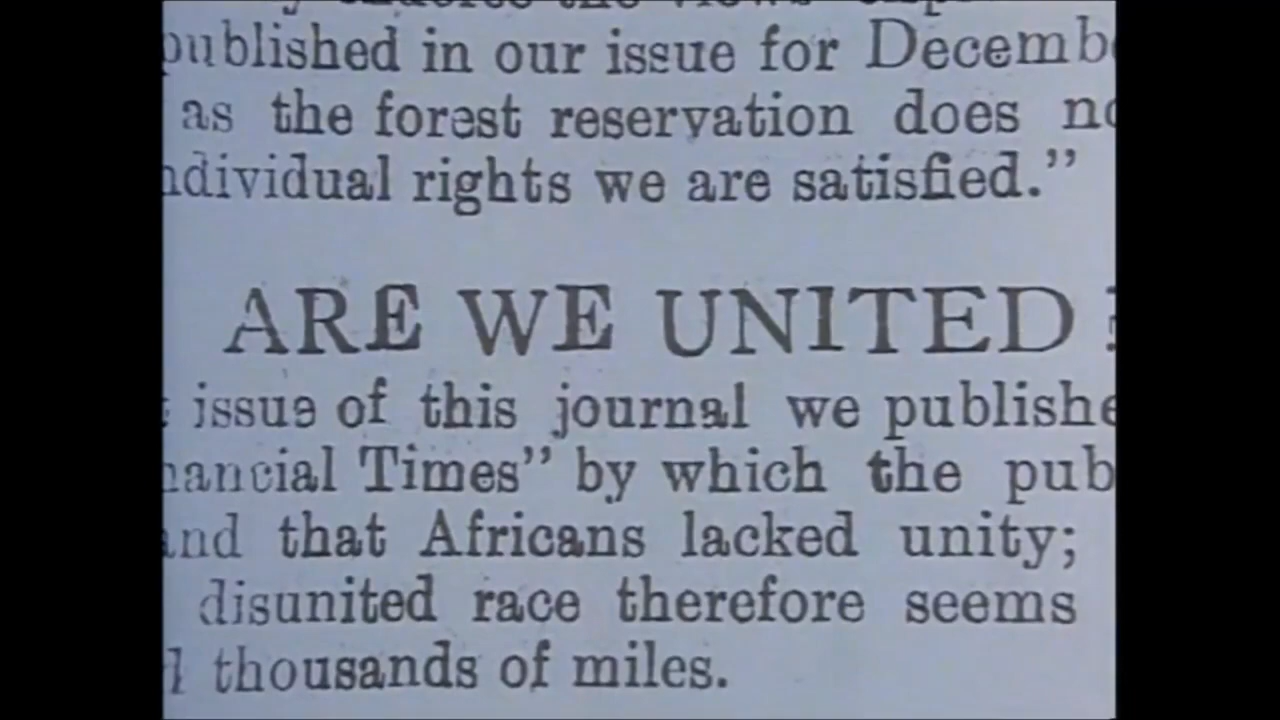 published in our issue for Decemb
as the forest reservation does no
ndividual rights we are satisfied.”
ARE WE UNITED ?
issue of this journal we publishe
nancial Times” by which the pub
and that Africans lacked unity;
disunited race therefore seems
thousands of miles.